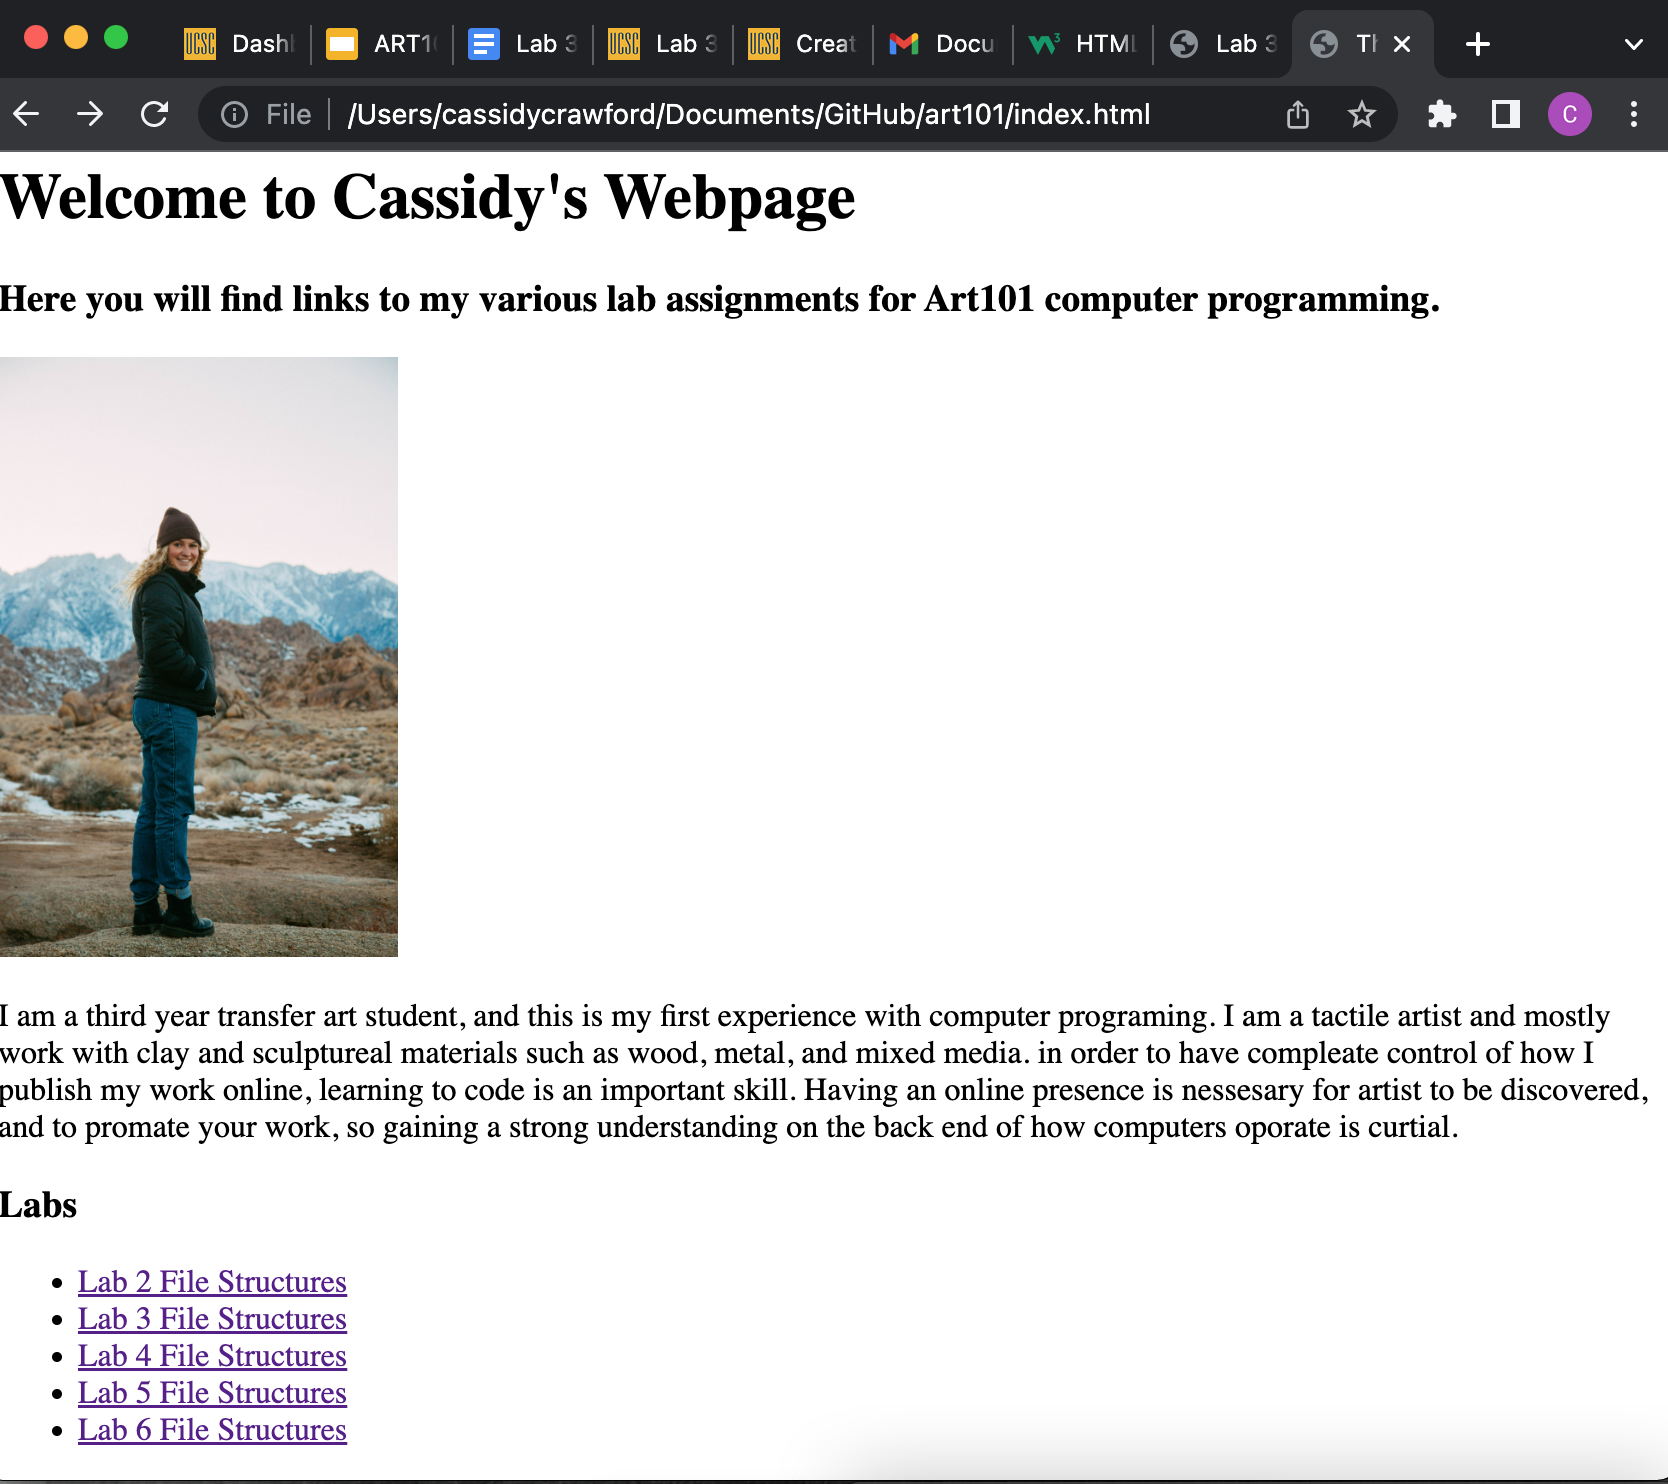 UCSC Dash ART10 Lab 3 UCSC Lab 3 UCSC Creat Docu HTML Lab 3 Th
File /Users/cassidycrawford/Documents/GitHub/art101/index.html C
Welcome to Cassidy's Webpage
Here you will find links to my various lab assignments for Art101 computer programming.
I am a third year transfer art student, and this is my first experience with computer programing. I am a tactile artist and mostly
work with clay and sculptureal materials such as wood, metal, and mixed media. in order to have compleate control of how I
publish my work online, learning to code is an important skill. Having an online presence is nessesary for artist to be discovered,
and to promate your work, so gaining a strong understanding on the back end of how computers oporate is curtial.
Labs
Lab 2 File Structures
Lab 3 File Structures
Lab 4 File Structures
Lab 5 File Structures
Lab 6 File Structures